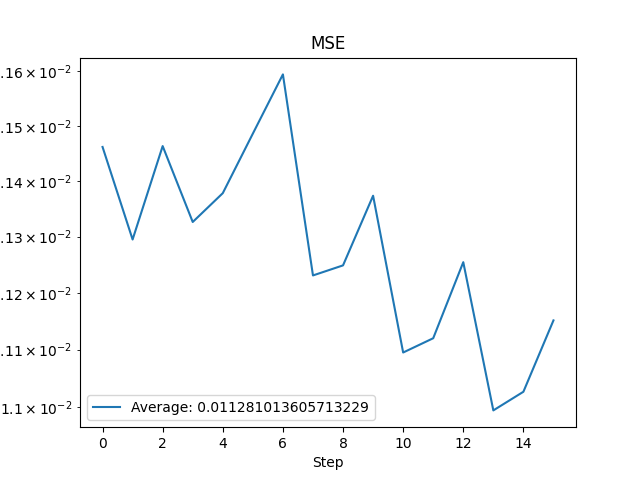 MSE
.16 × 10⁻²
.15 × 10⁻²
.14 × 10⁻²
.13 × 10⁻²
.12 × 10⁻²
.11 × 10⁻²
1.1 × 10⁻²
Average: 0.011281013605713229
0 2 4 6 8 10 12 14
Step